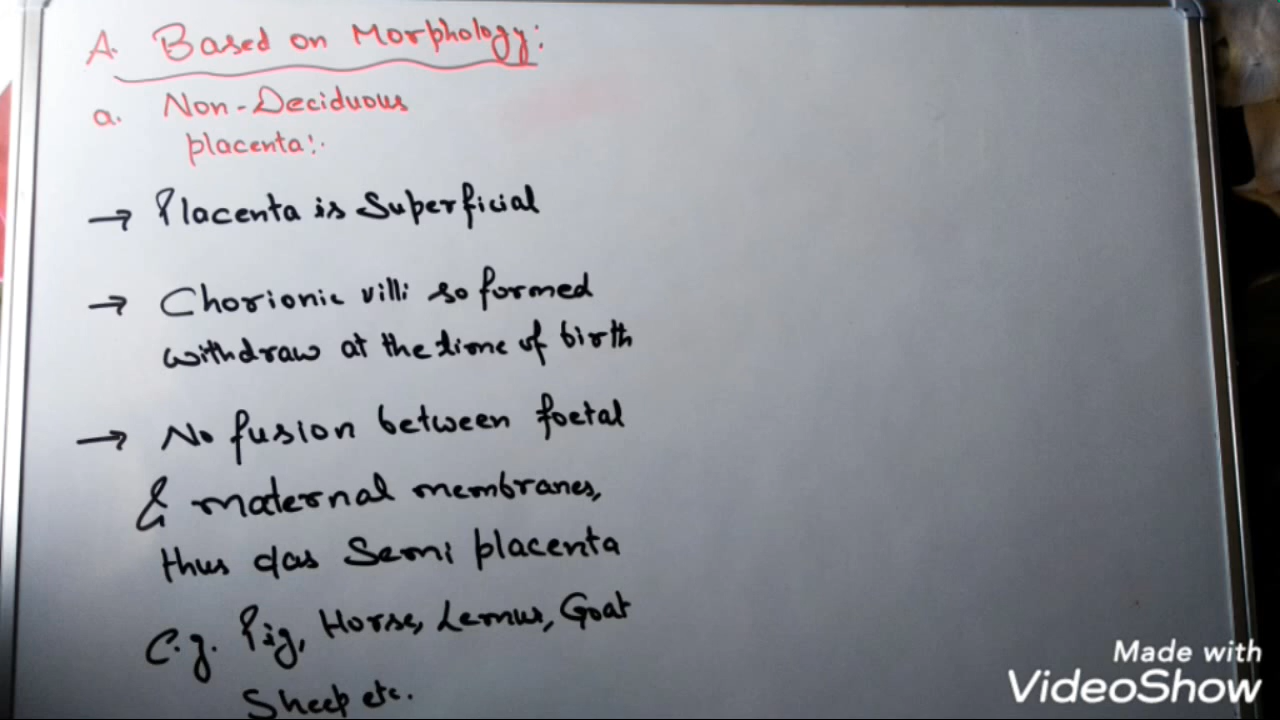 A. Based on Morphology:
a. Non-Deciduous
placenta:
→ Placenta is Superficial
→ Chorionic villi so formed
withdraw at the time of birth
→ No fusion between foetal
& maternal membranes,
thus k/as Semi placenta
e.g. Pig, Horse, Lemur, Goat
Sheep etc.
Made with
VideoShow